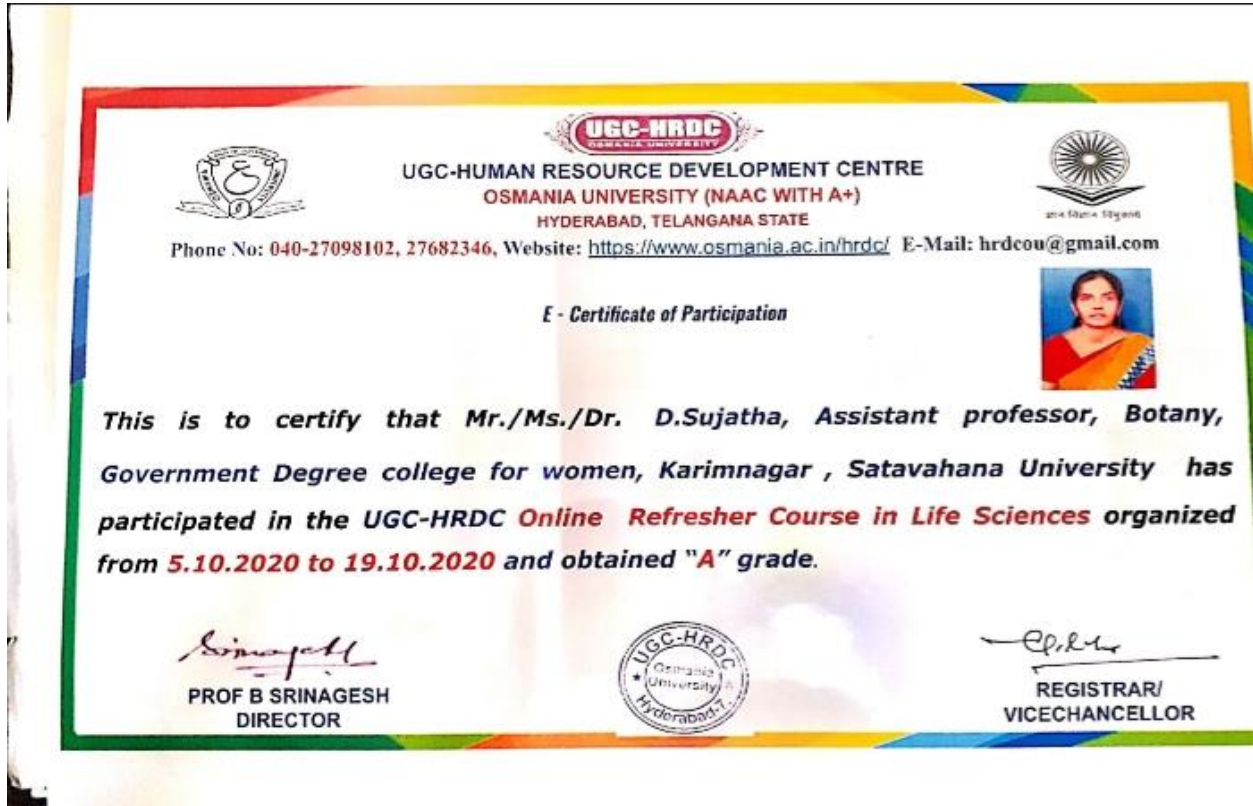 UGC-HRDC
OSMANIA UNIVERSITY
UGC-HUMAN RESOURCE DEVELOPMENT CENTRE
OSMANIA UNIVERSITY (NAAC WITH A+)
HYDERABAD, TELANGANA STATE
ज्ञान विज्ञान विमुक्तये
Phone No: 040-27098102, 27682346, Website: https://www.osmania.ac.in/hrdc/ E-Mail: hrdcou@gmail.com
E - Certificate of Participation
This is to certify that Mr./Ms./Dr. D.Sujatha, Assistant professor, Botany,
Government Degree college for women, Karimnagar , Satavahana University has
participated in the UGC-HRDC Online Refresher Course in Life Sciences organized
from 5.10.2020 to 19.10.2020 and obtained "A" grade.
UGC-HRDC
Osmania
University
Hyderabad-7.
PROF B SRINAGESH
DIRECTOR
REGISTRAR/
VICECHANCELLOR